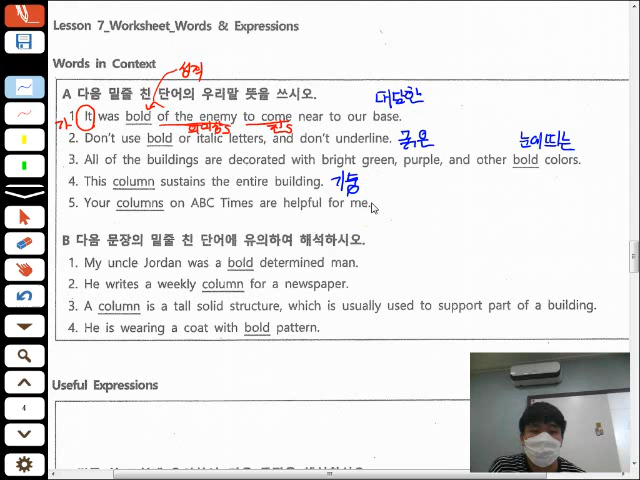 Lesson 7_Worksheet_Words & Expressions
Words in Context
성격
A 다음 밑줄 친 단어의 우리말 뜻을 쓰시오.
대담한
1. It was bold of the enemy to come near to our base.
가 의미상S 진S
2. Don't use bold or italic letters, and don't underline. 굵은
눈에 띄는
3. All of the buildings are decorated with bright green, purple, and other bold colors.
4. This column sustains the entire building. 기둥
5. Your columns on ABC Times are helpful for me.
B 다음 문장의 밑줄 친 단어에 유의하여 해석하시오.
1. My uncle Jordan was a bold determined man.
2. He writes a weekly column for a newspaper.
3. A column is a tall solid structure, which is usually used to support part of a building.
4. He is wearing a coat with bold pattern.
Useful Expressions
4